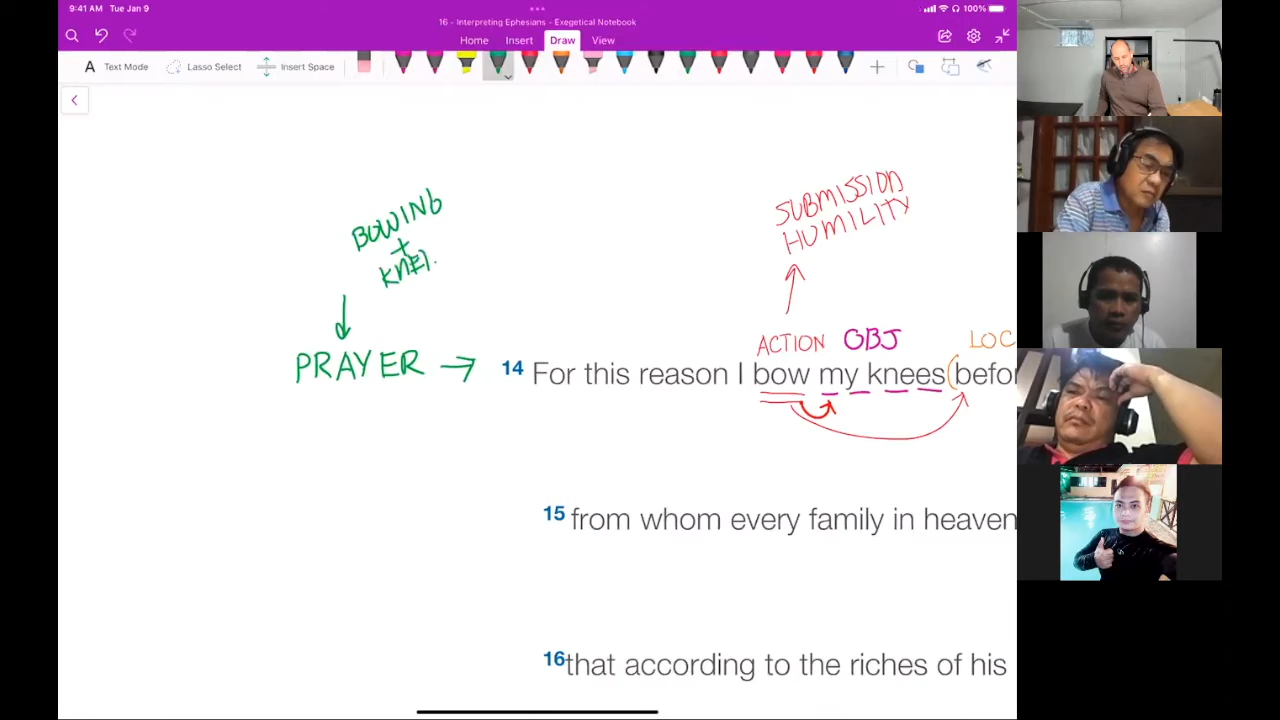 9:41 AM Tue Jan 9
100%
16 - Interpreting Ephesians - Exegetical Notebook
Home Insert Draw View
A Text Mode Lasso Select Insert Space
SUBMISSION
HUMILITY
BOWING
+
KNEL.
ACTION OBJ LOC
PRAYER → 14 For this reason I bow my knees (befor
15 from whom every family in heaven
16 that according to the riches of his